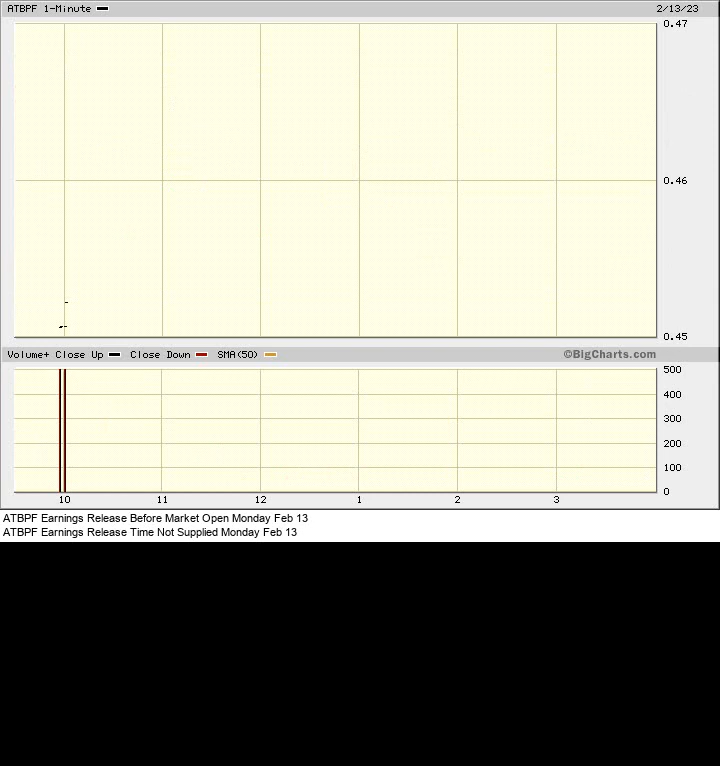 ATBPF 1-Minute 2/13/23
0.47
0.46
0.45
Volume+ Close Up Close Down SMA(50) ©BigCharts.com
500
400
300
200
100
0
10 11 12 1 2 3
ATBPF Earnings Release Before Market Open Monday Feb 13
ATBPF Earnings Release Time Not Supplied Monday Feb 13